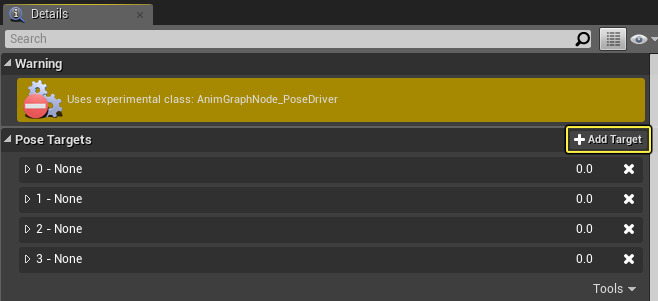 Details
Search
Warning
Uses experimental class: AnimGraphNode_PoseDriver
Pose Targets
Add Target
0 - None 0.0
1 - None 0.0
2 - None 0.0
3 - None 0.0
Tools